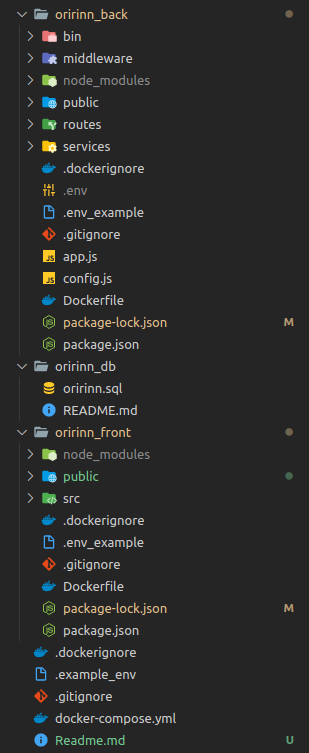 oririnn_back
bin
middleware
node_modules
public
routes
services
.dockerignore
.env
.env_example
.gitignore
JS app.js
JS config.js
Dockerfile
package-lock.json M
package.json
oririnn_db
oririnn.sql
README.md
oririnn_front
node_modules
public
src
.dockerignore
.env_example
.gitignore
Dockerfile
package-lock.json M
package.json
.dockerignore
.example_env
.gitignore
docker-compose.yml
Readme.md U